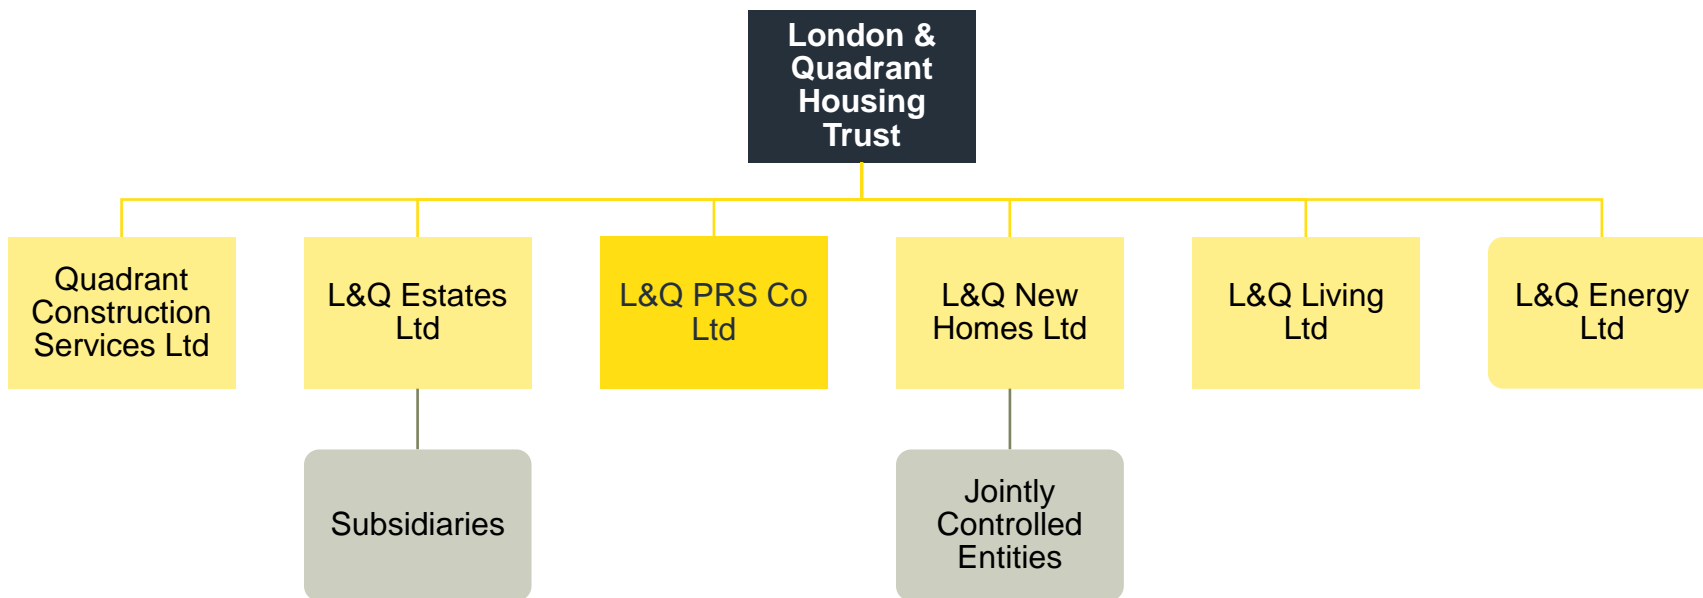 London &
Quadrant
Housing
Trust
Quadrant
Construction
Services Ltd
L&Q Estates
Ltd
L&Q PRS Co
Ltd
L&Q New
Homes Ltd
L&Q Living
Ltd
L&Q Energy
Ltd
Subsidiaries
Jointly
Controlled
Entities